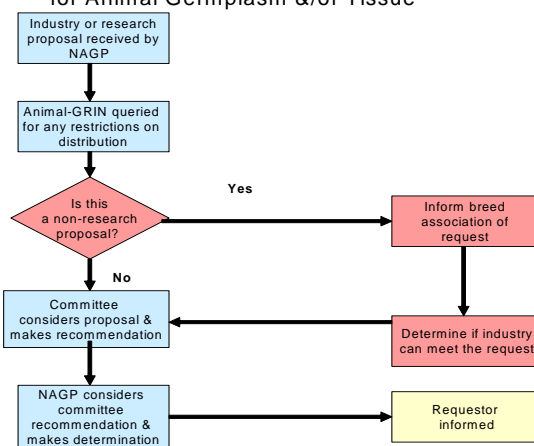 for Animal Germplasm &/or Tissue
Industry or research
proposal received by
NAGP
Animal-GRIN queried
for any restrictions on
distribution
Is this
a non-research
proposal?
Yes
Inform breed
association of
request
No
Committee
considers proposal &
makes recommendation
Determine if industry
can meet the request
NAGP considers
committee
recommendation &
makes determination
Requestor
informed